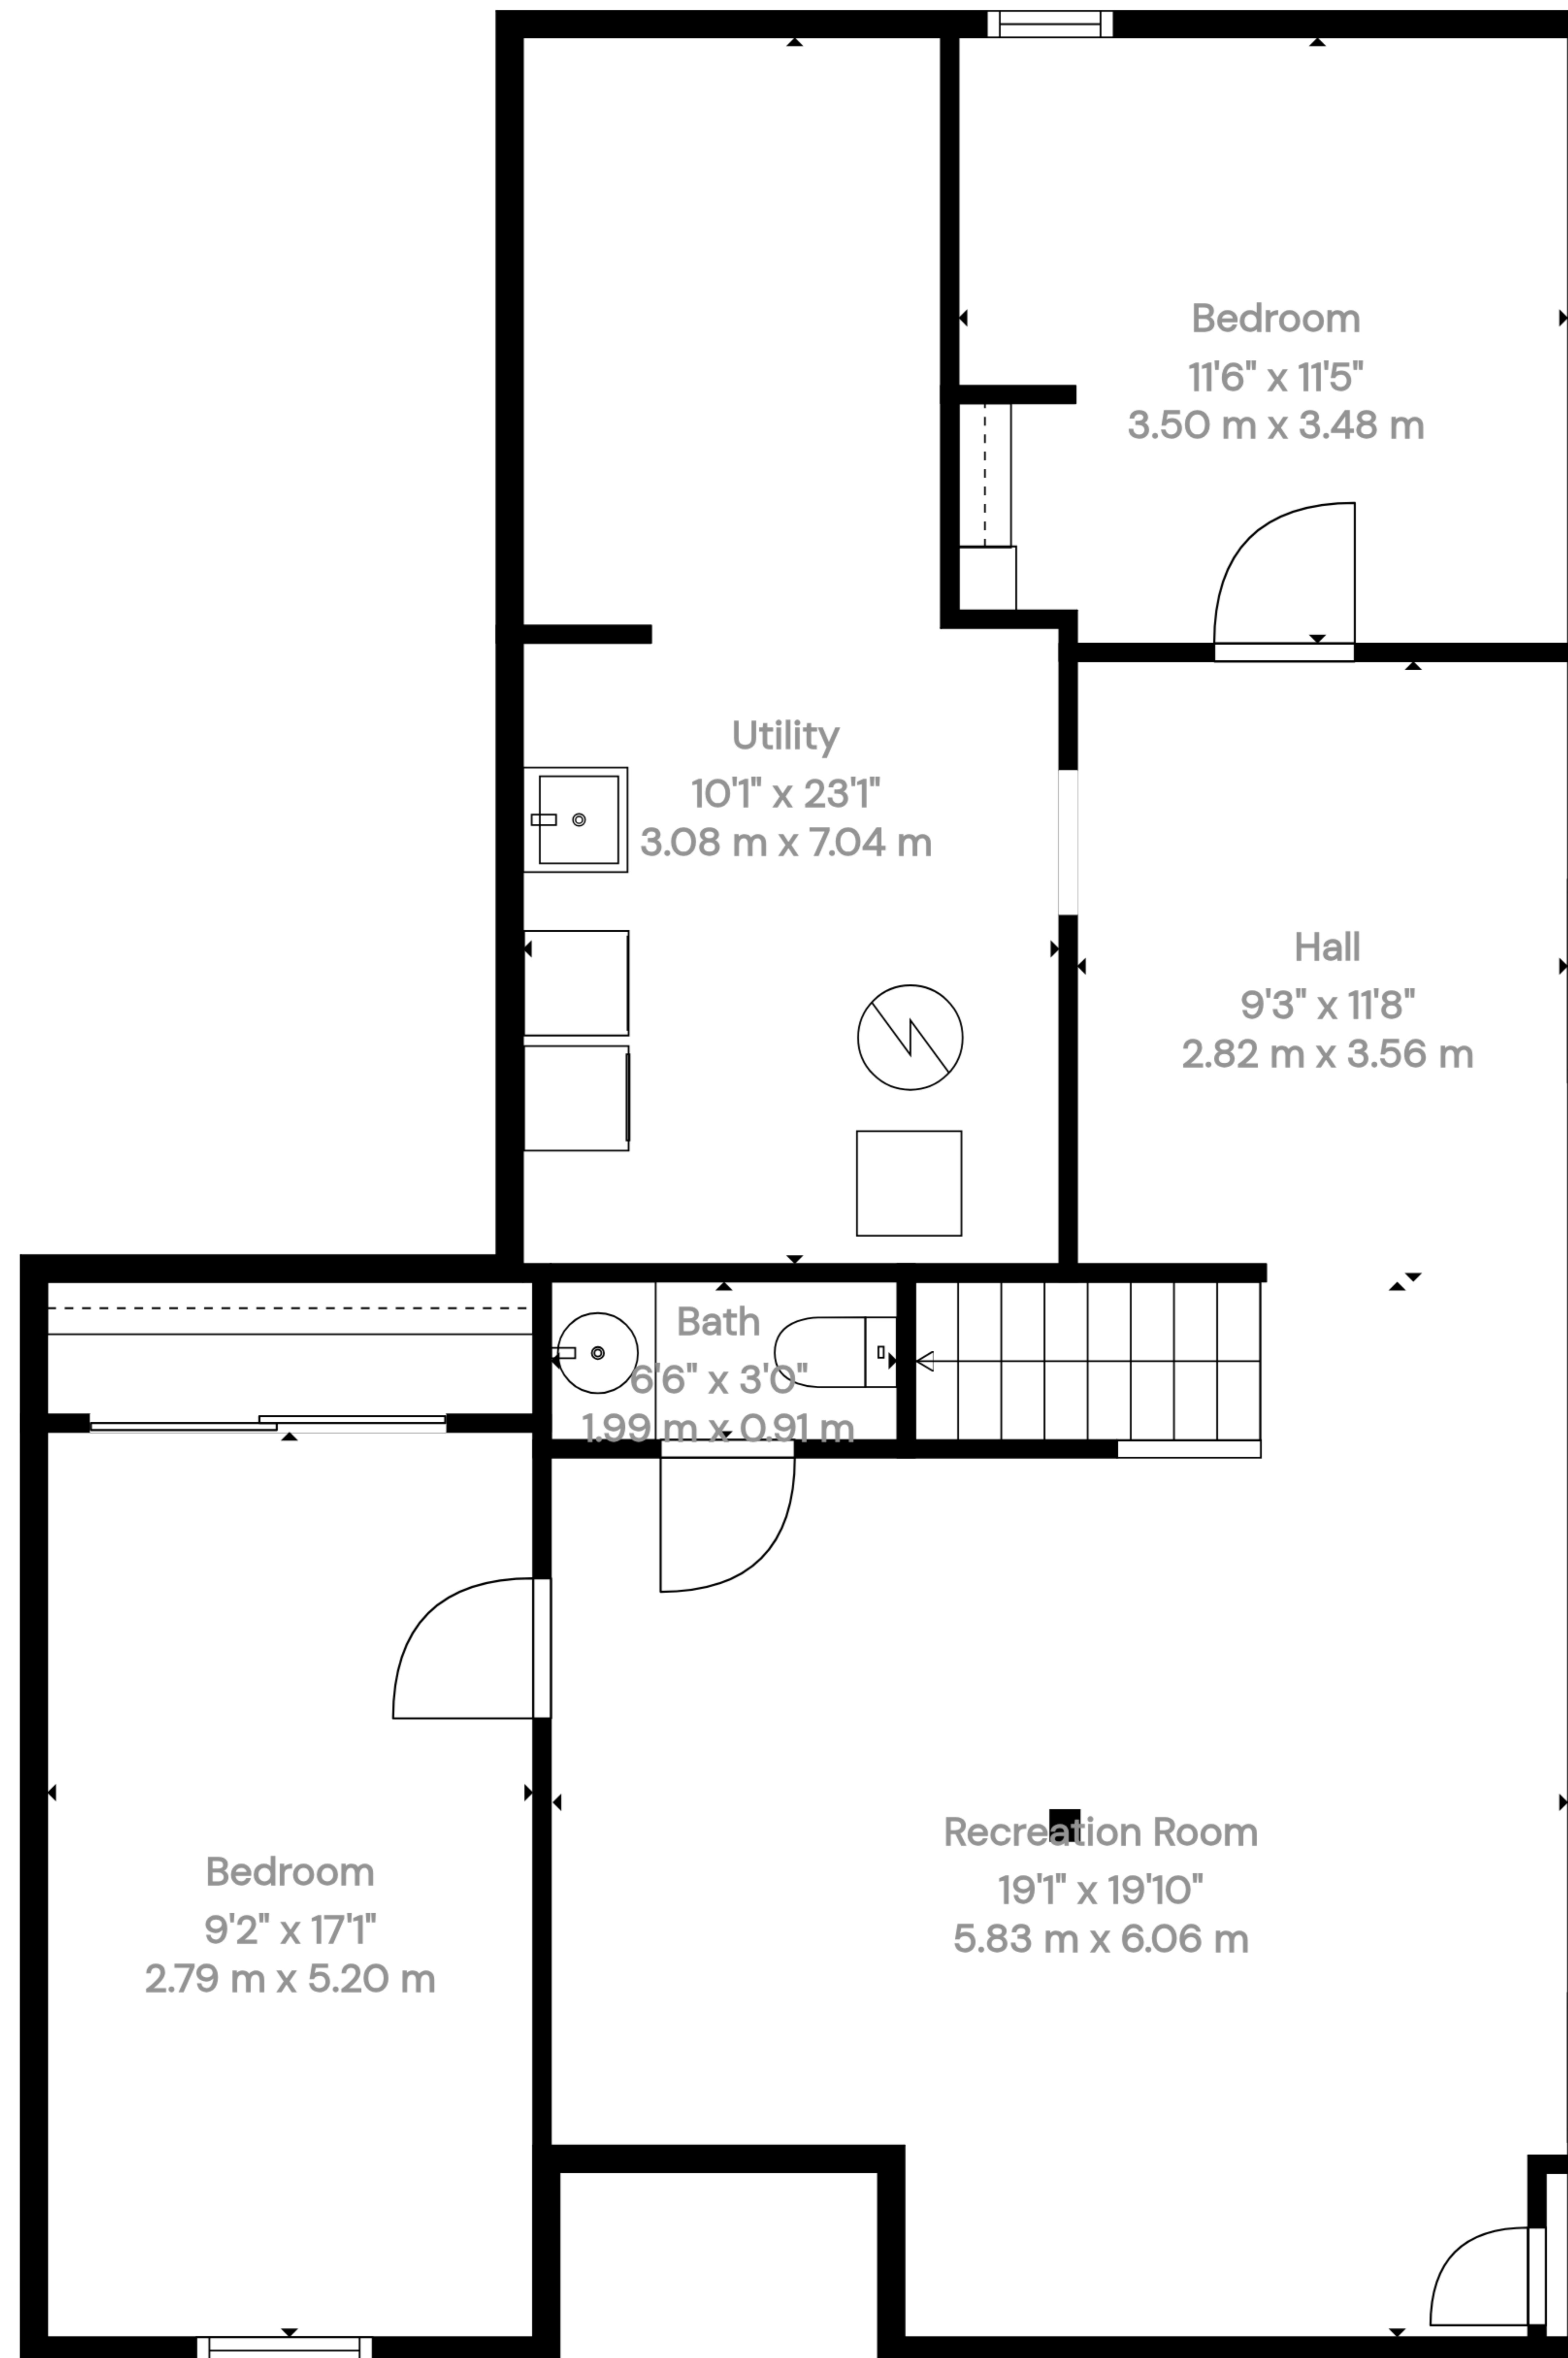 Bedroom
11'6" x 11'5"
3.50 m x 3.48 m
Utility
10'1" x 23'1"
3.08 m x 7.04 m
Hall
9'3" x 11'8"
2.82 m x 3.56 m
Bath
6'6" x 3'0"
1.99 m x 0.91 m
Recreation Room
19'1" x 19'10"
5.83 m x 6.06 m
Bedroom
9'2" x 17'1"
2.79 m x 5.20 m